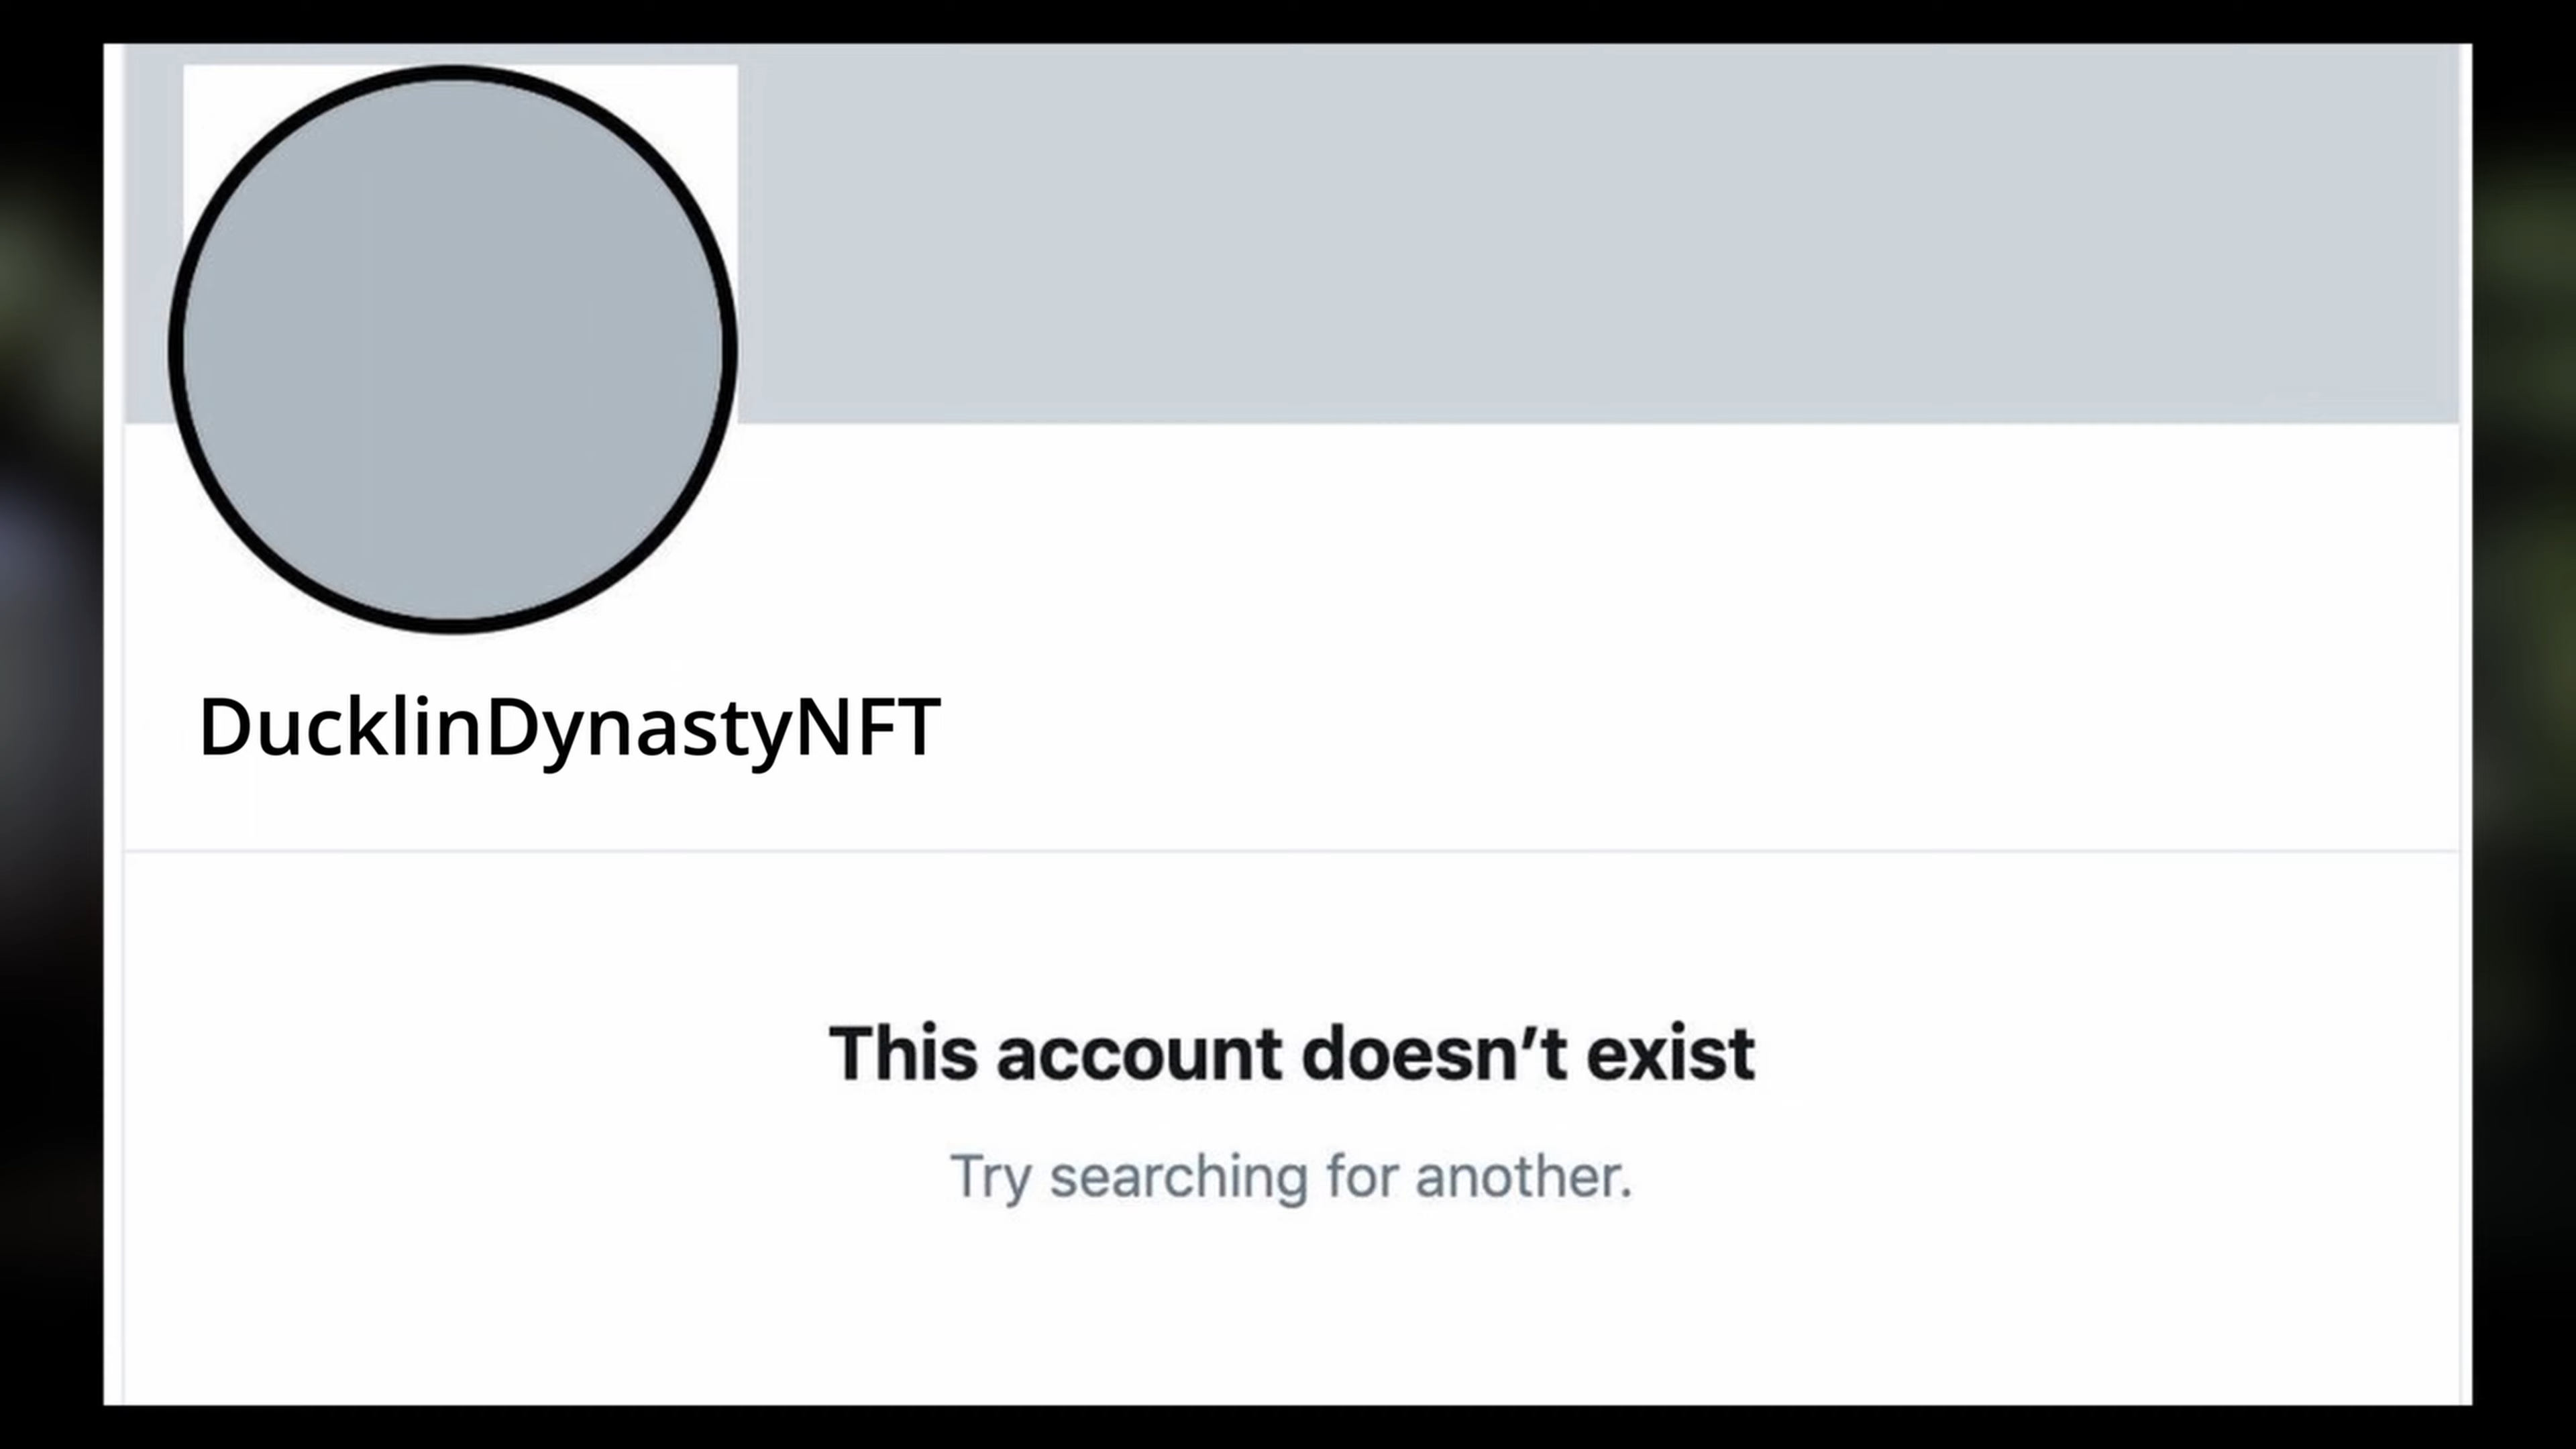 DucklinDynastyNFT
This account doesn’t exist
Try searching for another.